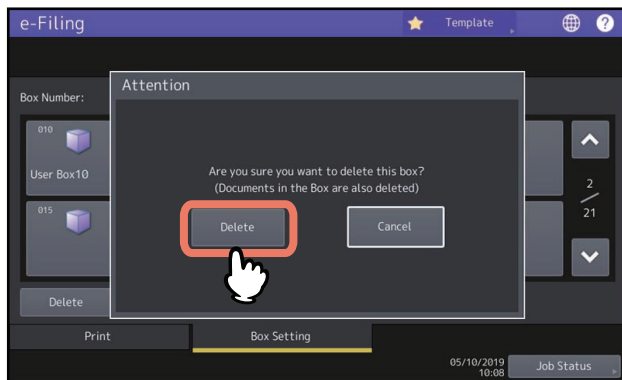 e-Filing
Template
?
Attention
Box Number:
010
User Box10
Are you sure you want to delete this box?
(Documents in the Box are also deleted)
2
21
015
Delete
Cancel
Delete
Print
Box Setting
05/10/2019
10:08
Job Status